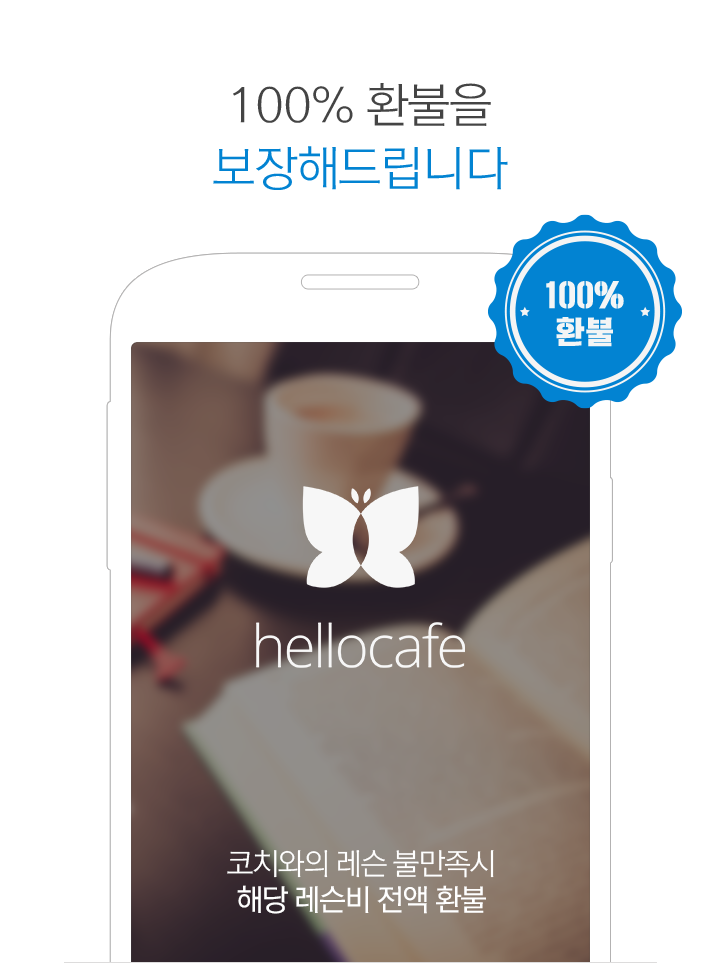 100% 환불을
보장해드립니다
100%
환불
hellocafe
코치와의 레슨 불만족시
해당 레슨비 전액 환불